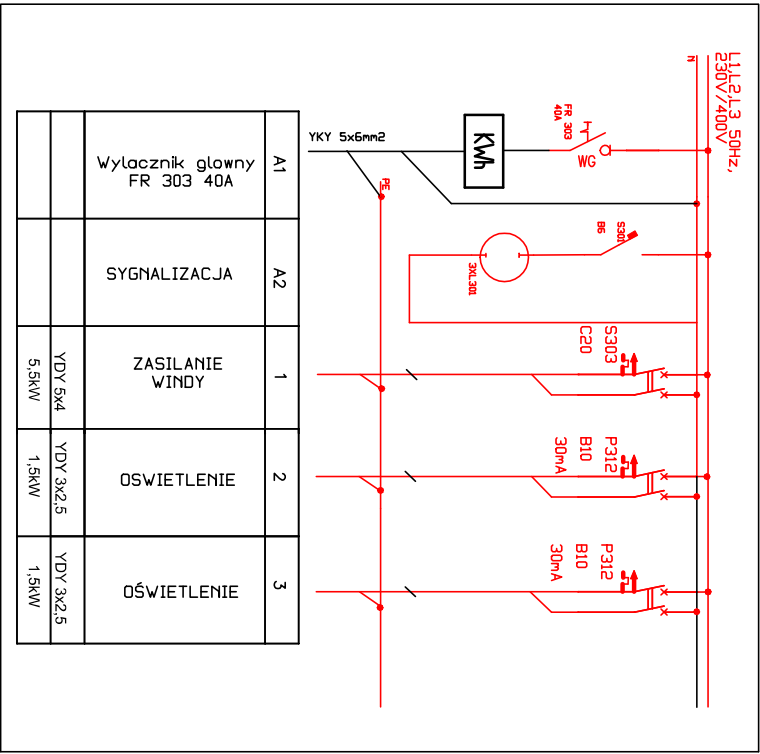 L1,L2,L3 50Hz,
230V/400V
N
FR 303
40A
WG
KWh
YKY 5x6mm2
PE
S301
B6
3XL301
S303
C20
P312
B10
30mA
P312
B10
30mA
A1
Wylacznik glowny
FR 303 40A
A2
SYGNALIZACJA
1
ZASILANIE
WINDY
YDY 5x4
5,5kW
2
OSWIETLENIE
YDY 3x2,5
1,5kW
3
OŚWIETLENIE
YDY 3x2,5
1,5kW